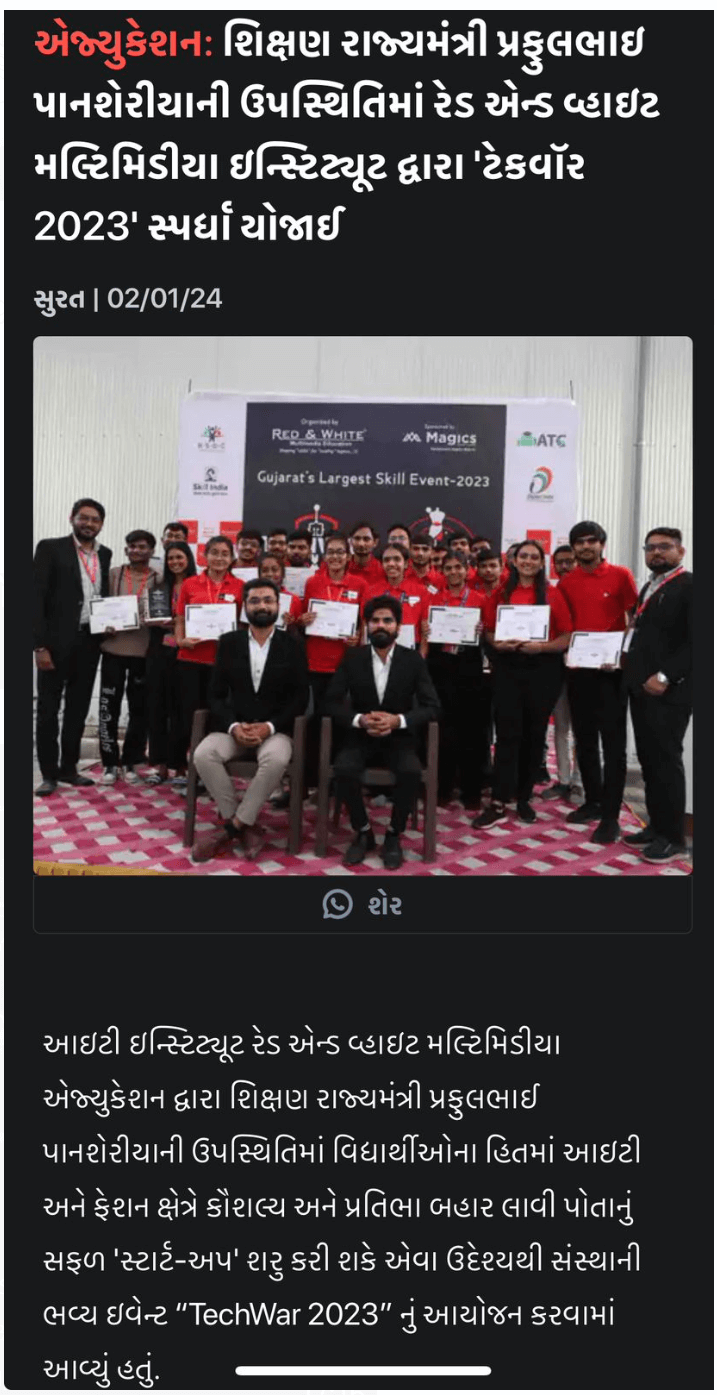 એજ્યુકેશન: શિક્ષણ રાજ્યમંત્રી પ્રફુલભાઇ
પાનશેરીયાની ઉપસ્થિતિમાં રેડ એન્ડ વ્હાઇટ
મલ્ટિમિડીયા ઇન્સ્ટિટ્યૂટ દ્વારા 'ટેકવૉર
2023' સ્પર્ધા યોજાઈ
સુરત | 02/01/24
Organised by
RED & WHITE
Multimedia Education
Sponsored by
Magics
ATC
Skill India
Gujarat's Largest Skill Event-2023
શેર
આઇટી ઇન્સ્ટિટ્યૂટ રેડ એન્ડ વ્હાઇટ મલ્ટિમિડીયા
એજ્યુકેશન દ્વારા શિક્ષણ રાજ્યમંત્રી પ્રફુલભાઈ
પાનશેરીયાની ઉપસ્થિતિમાં વિદ્યાર્થીઓના હિતમાં આઇટી
અને ફેશન ક્ષેત્રે કૌશલ્ય અને પ્રતિભા બહાર લાવી પોતાનું
સફળ 'સ્ટાર્ટ-અપ' શરુ કરી શકે એવા ઉદેશ્યથી સંસ્થાની
ભવ્ય ઇવેન્ટ “TechWar 2023” નું આયોજન કરવામાં
આવ્યું હતું.